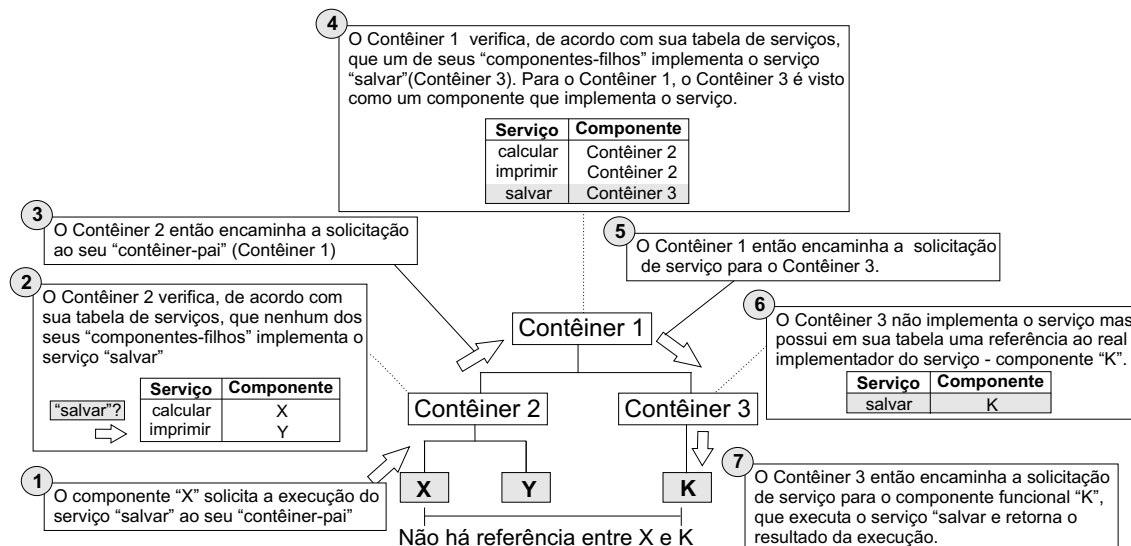 4
O Contêiner 1 verifica, de acordo com sua tabela de serviços,
que um de seus “componentes-filhos” implementa o serviço
“salvar”(Contêiner 3). Para o Contêiner 1, o Contêiner 3 é visto
como um componente que implementa o serviço.
Serviço Componente
calcular Contêiner 2
imprimir Contêiner 2
salvar Contêiner 3
3
O Contêiner 2 então encaminha a solicitação
ao seu “contêiner-pai” (Contêiner 1)
5
O Contêiner 1 então encaminha a solicitação
de serviço para o Contêiner 3.
2
O Contêiner 2 verifica, de acordo com
sua tabela de serviços, que nenhum dos
seus “componentes-filhos” implementa o
serviço “salvar”
“salvar”?
Serviço Componente
calcular X
imprimir Y
6
O Contêiner 3 não implementa o serviço mas
possui em sua tabela uma referência ao real
implementador do serviço - componente “K”.
Serviço Componente
salvar K
Contêiner 1
Contêiner 2
Contêiner 3
X
Y
K
1
O componente “X” solicita a execução do
serviço “salvar” ao seu “contêiner-pai”
7
O Contêiner 3 então encaminha a solicitação
de serviço para o componente funcional “K”,
que executa o serviço “salvar e retorna o
resultado da execução.
Não há referência entre X e K